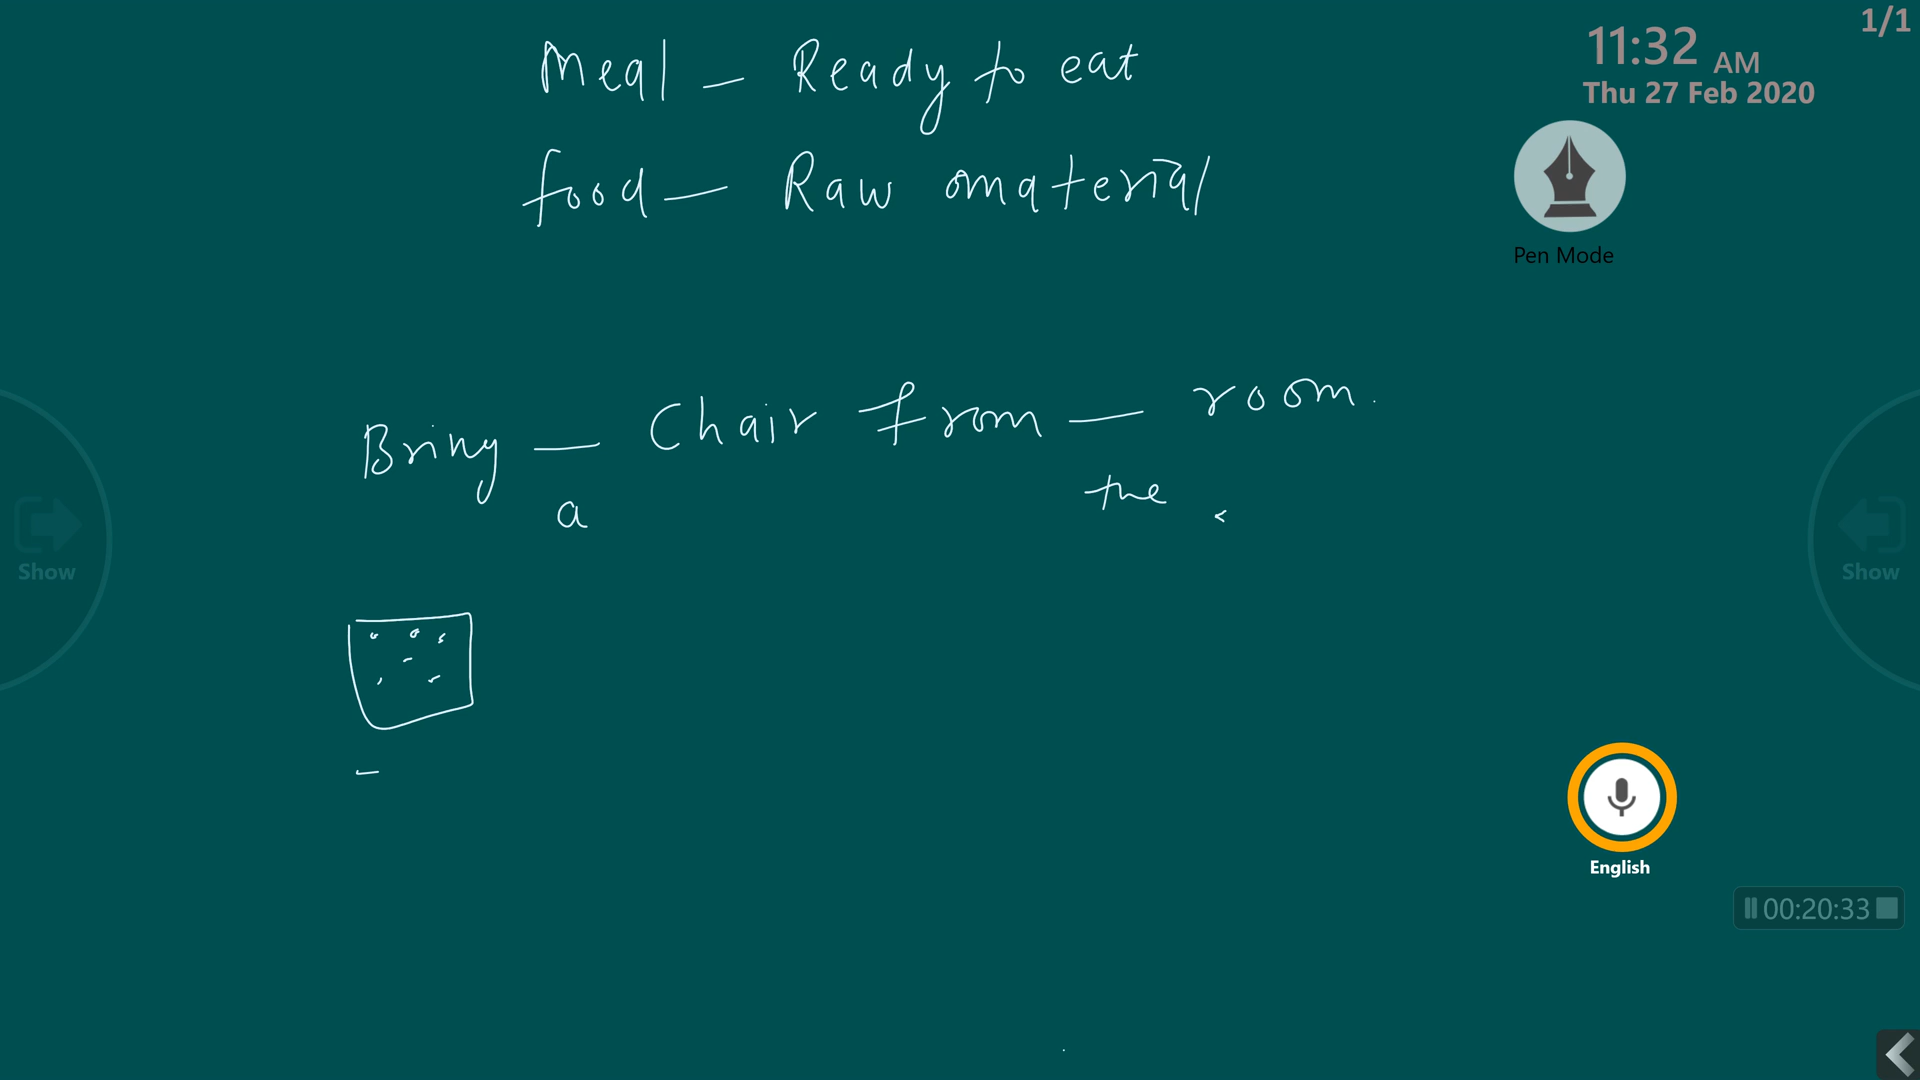 1/1
11:32 AM
Thu 27 Feb 2020
Meal – Ready to eat
food – Raw material
Pen Mode
Bring — Chair from — room.
a the
Show
Show
English
00:20:33